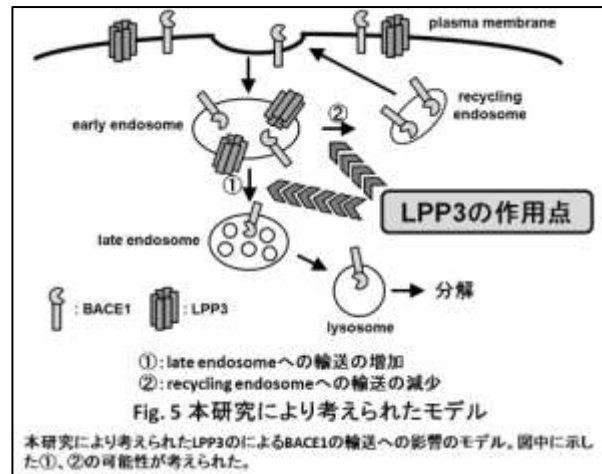 plasma membrane
early endosome
②
recycling
endosome
①
LPP3の作用点
late endosome
: BACE1
: LPP3
lysosome
分解
①: late endosomeへの輸送の増加
②: recycling endosomeへの輸送の減少
Fig. 5 本研究により考えられたモデル
本研究により考えられたLPP3のによるBACE1の輸送への影響のモデル。図中に示し
た①、②の可能性が考えられた。